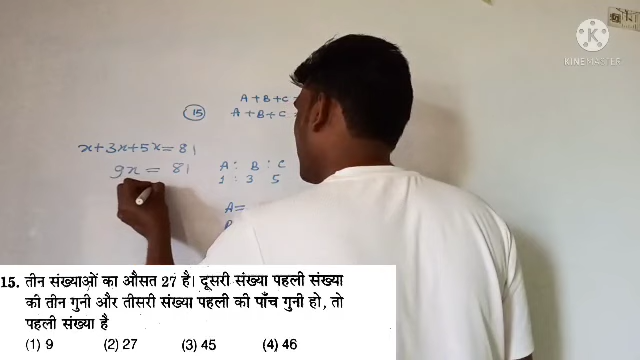 KINEMASTER
A+B+C
15
A+B+C =
x+3x+5x=81
9x = 81
A : B : C
1 : 3 5
A=
15. तीन संख्याओं का औसत 27 है। दूसरी संख्या पहली संख्या
की तीन गुनी और तीसरी संख्या पहली की पाँच गुनी हो, तो
पहली संख्या है
(1) 9 (2) 27 (3) 45 (4) 46